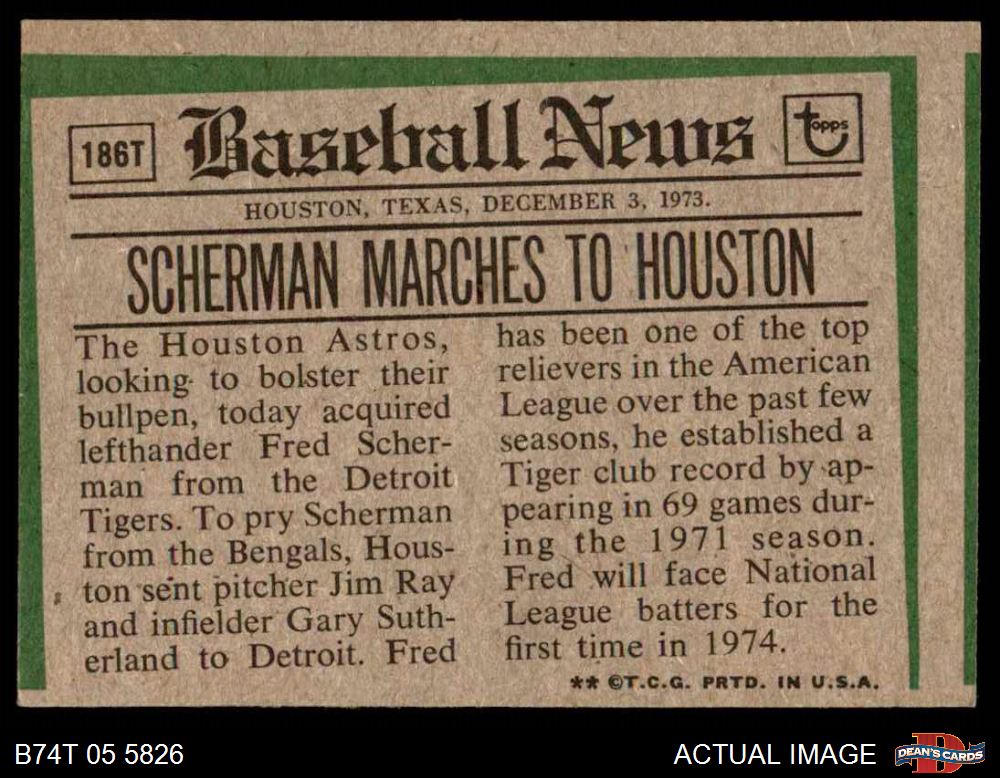 186T
Baseball News
topps
HOUSTON, TEXAS, DECEMBER 3, 1973.
SCHERMAN MARCHES TO HOUSTON
The Houston Astros,
looking to bolster their
bullpen, today acquired
lefthander Fred Scher-
man from the Detroit
Tigers. To pry Scherman
from the Bengals, Hous-
ton sent pitcher Jim Ray
and infielder Gary Suth-
erland to Detroit. Fred
has been one of the top
relievers in the American
League over the past few
seasons, he established a
Tiger club record by ap-
pearing in 69 games dur-
ing the 1971 season.
Fred will face National
League batters for the
first time in 1974.
** ©T.C.G. PRTD. IN U.S.A.
B74T 05 5826
ACTUAL IMAGE
D
DEAN'S CARDS